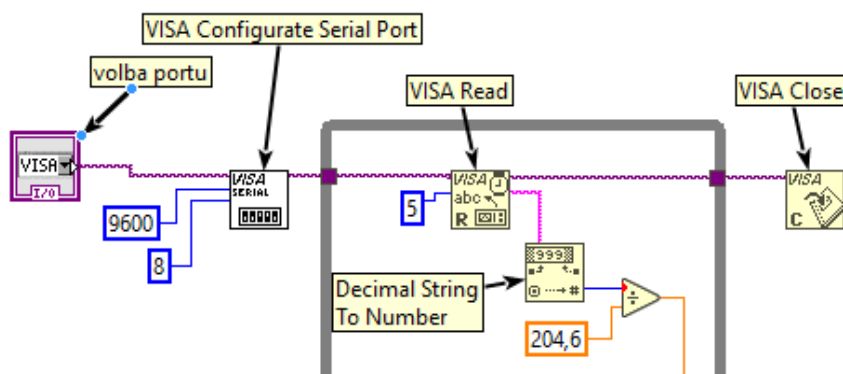 VISA Configurate Serial Port
volba portu
VISA Read
VISA Close
VISA
I/O
VISA
SERIAL
9600
8
5
VISA
abc
R
VISA
C
999
#
Decimal String
To Number
÷
204,6